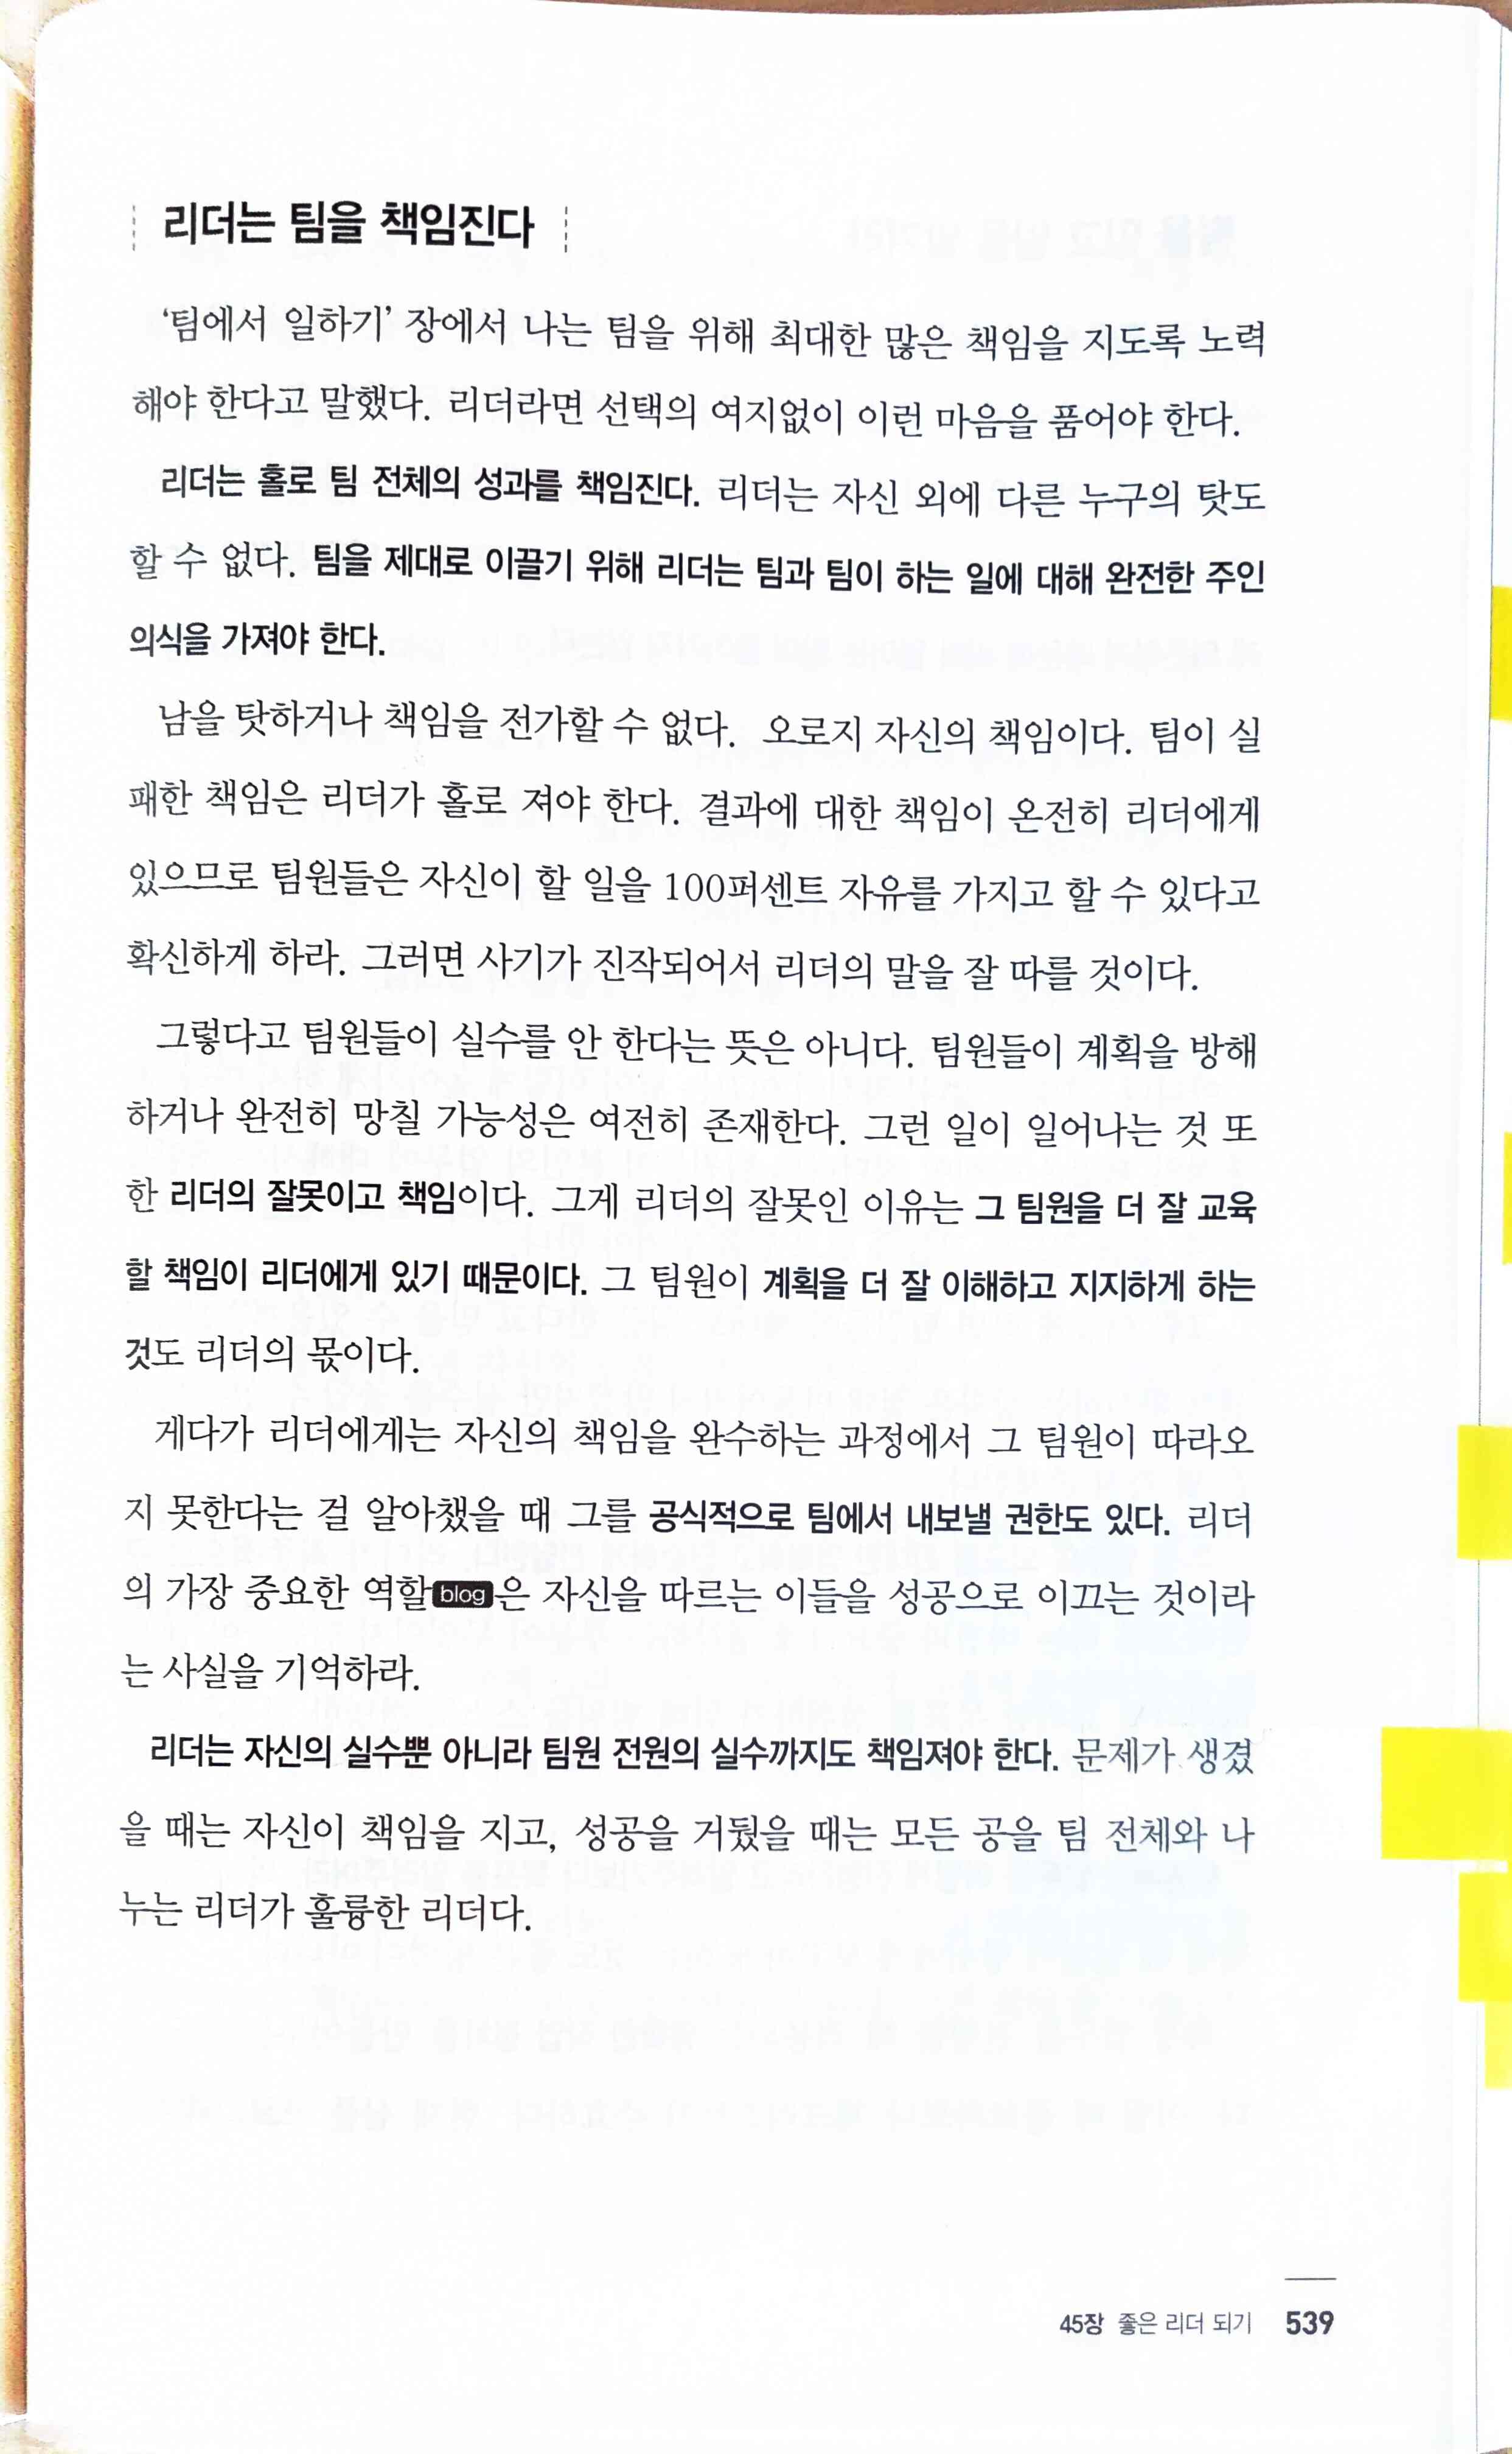 리더는 팀을 책임진다
‘팀에서 일하기’ 장에서 나는 팀을 위해 최대한 많은 책임을 지도록 노력
해야 한다고 말했다. 리더라면 선택의 여지없이 이런 마음을 품어야 한다.
리더는 홀로 팀 전체의 성과를 책임진다. 리더는 자신 외에 다른 누구의 탓도
할 수 없다. 팀을 제대로 이끌기 위해 리더는 팀과 팀이 하는 일에 대해 완전한 주인
의식을 가져야 한다.
남을 탓하거나 책임을 전가할 수 없다. 오로지 자신의 책임이다. 팀이 실
패한 책임은 리더가 홀로 져야 한다. 결과에 대한 책임이 온전히 리더에게
있으므로 팀원들은 자신이 할 일을 100퍼센트 자유를 가지고 할 수 있다고
확신하게 하라. 그러면 사기가 진작되어서 리더의 말을 잘 따를 것이다.
그렇다고 팀원들이 실수를 안 한다는 뜻은 아니다. 팀원들이 계획을 방해
하거나 완전히 망칠 가능성은 여전히 존재한다. 그런 일이 일어나는 것 또
한 리더의 잘못이고 책임이다. 그게 리더의 잘못인 이유는 그 팀원을 더 잘 교육
할 책임이 리더에게 있기 때문이다. 그 팀원이 계획을 더 잘 이해하고 지지하게 하는
것도 리더의 몫이다.
게다가 리더에게는 자신의 책임을 완수하는 과정에서 그 팀원이 따라오
지 못한다는 걸 알아챘을 때 그를 공식적으로 팀에서 내보낼 권한도 있다. 리더
의 가장 중요한 역할blog은 자신을 따르는 이들을 성공으로 이끄는 것이라
는 사실을 기억하라.
리더는 자신의 실수뿐 아니라 팀원 전원의 실수까지도 책임져야 한다. 문제가 생겼
을 때는 자신이 책임을 지고, 성공을 거뒀을 때는 모든 공을 팀 전체와 나
누는 리더가 훌륭한 리더다.
45장 좋은 리더 되기 539